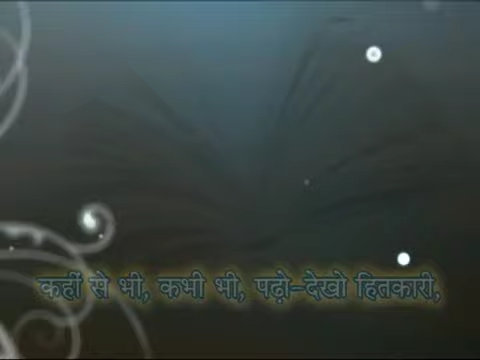 कहीं से भी, कभी भी, पढ़ो-देखो हितकारी,